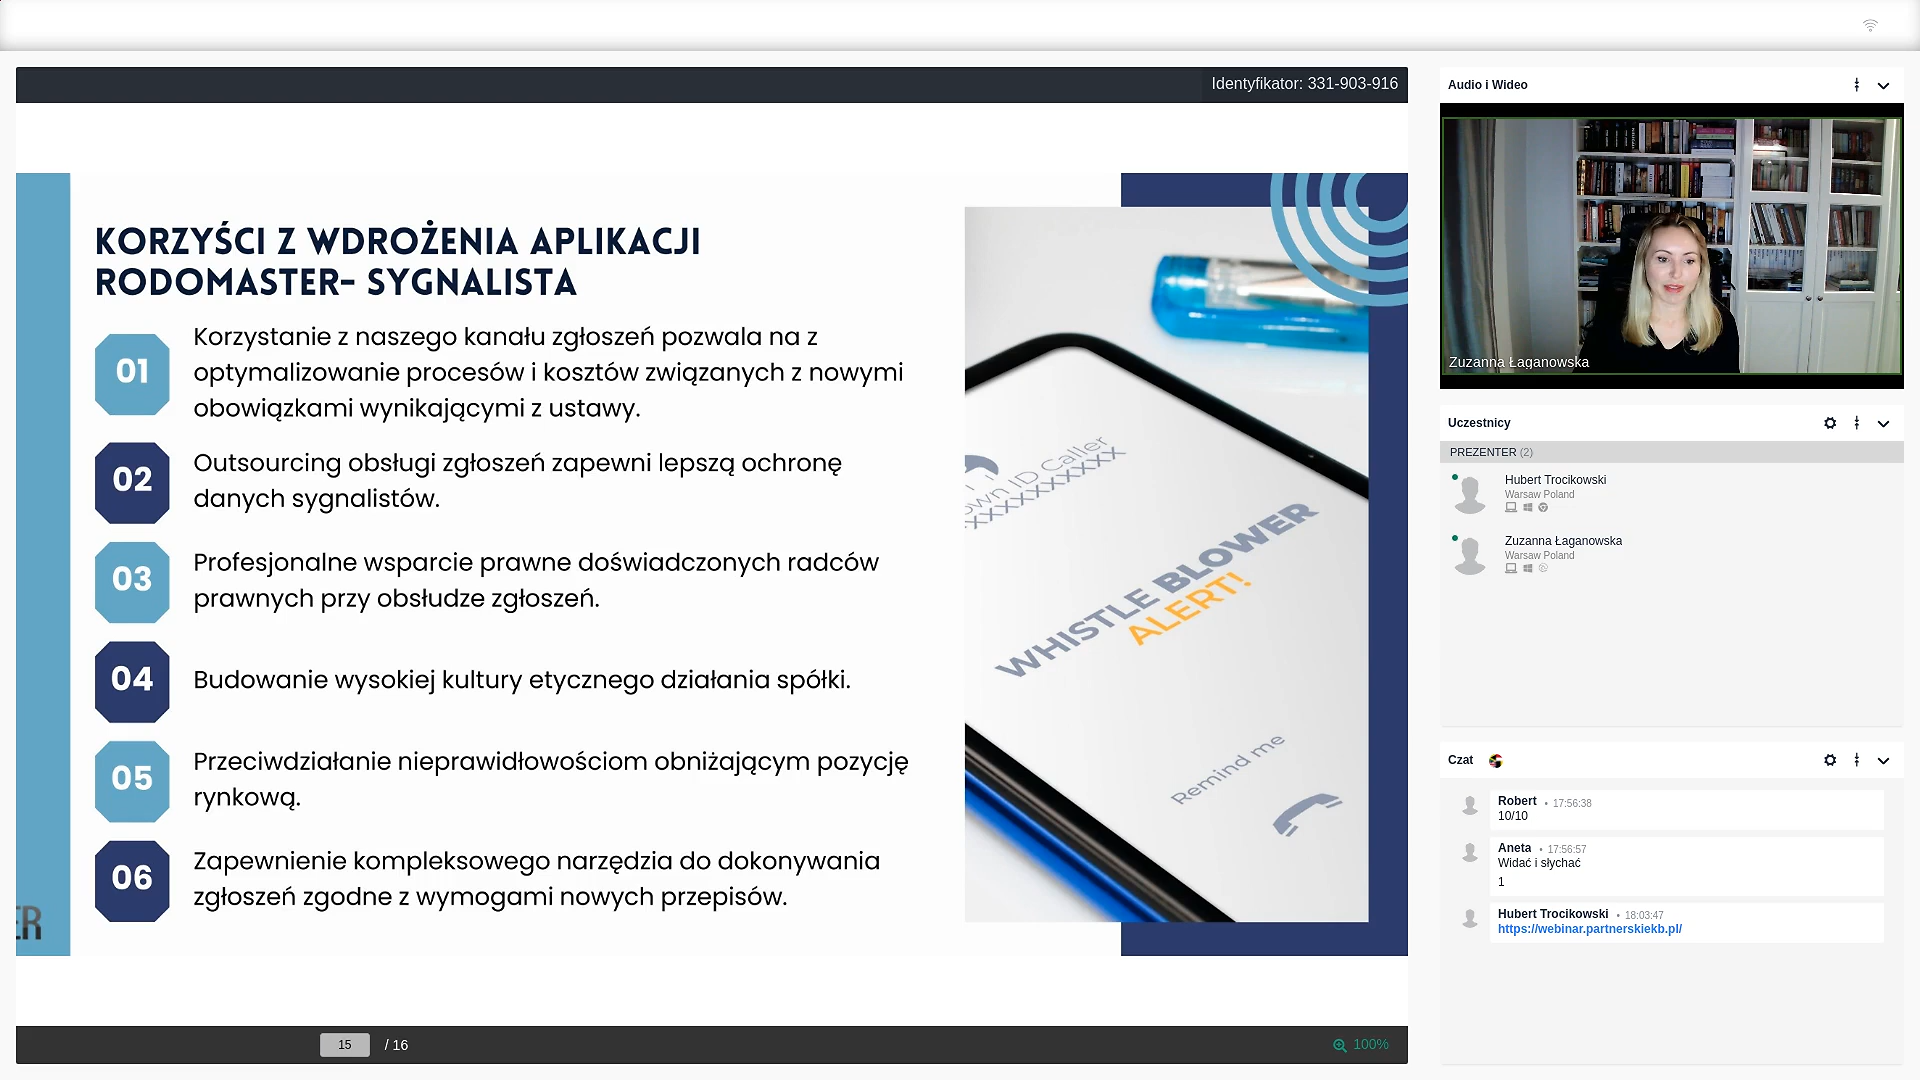 Identyfikator: 331-903-916
KORZYŚCI Z WDROŻENIA APLIKACJI
RODOMASTER- SYGNALISTA
01
Korzystanie z naszego kanału zgłoszeń pozwala na z
optymalizowanie procesów i kosztów związanych z nowymi
obowiązkami wynikającymi z ustawy.
02
Outsourcing obsługi zgłoszeń zapewni lepszą ochronę
danych sygnalistów.
03
Profesjonalne wsparcie prawne doświadczonych radców
prawnych przy obsłudze zgłoszeń.
04
Budowanie wysokiej kultury etycznego działania spółki.
05
Przeciwdziałanie nieprawidłowościom obniżającym pozycję
rynkową.
06
Zapewnienie kompleksowego narzędzia do dokonywania
zgłoszeń zgodne z wymogami nowych przepisów.
ER
own ID Caller
XXXXXXXXXX
WHISTLE BLOWER
ALERT!
Remind me
15 / 16
100%
Audio i Wideo
Zuzanna Łaganowska
Uczestnicy
PREZENTER (2)
Hubert Trocikowski
Warsaw Poland
Zuzanna Łaganowska
Warsaw Poland
Czat
Robert • 17:56:38
10/10
Aneta • 17:56:57
Widać i słychać
1
Hubert Trocikowski • 18:03:47
https://webinar.partnerskiekb.pl/